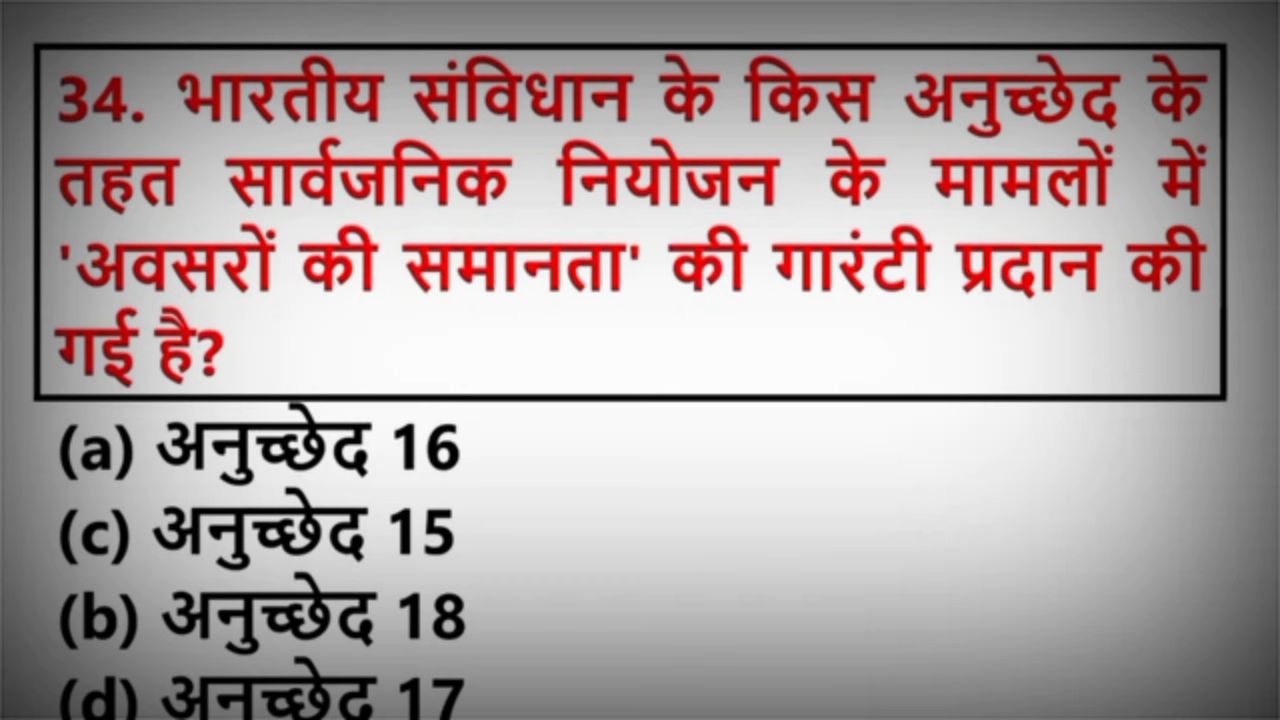 34. भारतीय संविधान के किस अनुच्छेद के
तहत सार्वजनिक नियोजन के मामलों में
'अवसरों की समानता' की गारंटी प्रदान की
गई है?
(a) अनुच्छेद 16
(c) अनुच्छेद 15
(b) अनुच्छेद 18
(d) अनुच्छेद 17